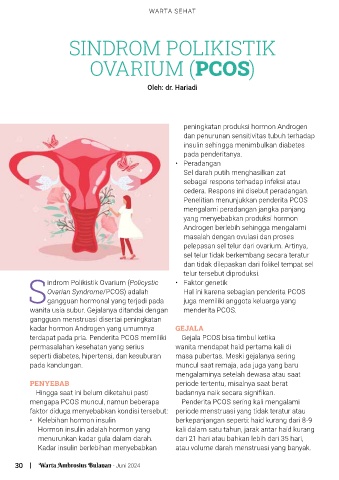 WARTA SEHAT
SINDROM POLIKISTIK
OVARIUM (PCOS)
Oleh: dr. Hariadi
Sindrom Polikistik Ovarium (Policystic
Ovarian Syndrome/PCOS) adalah
gangguan hormonal yang terjadi pada
wanita usia subur. Gejalanya ditandai dengan
gangguan menstruasi disertai peningkatan
kadar hormon Androgen yang umumnya
terdapat pada pria. Penderita PCOS memiliki
permasalahan kesehatan yang serius
seperti diabetes, hipertensi, dan kesuburan
pada kandungan.
PENYEBAB
Hingga saat ini belum diketahui pasti
mengapa PCOS muncul, namun beberapa
faktor diduga menyebabkan kondisi tersebut:
• Kelebihan hormon insulin
Hormon insulin adalah hormon yang
menurunkan kadar gula dalam darah.
Kadar insulin berlebihan menyebabkan
peningkatan produksi hormon Androgen
dan penurunan sensitivitas tubuh terhadap
insulin sehingga menimbulkan diabetes
pada penderitanya.
• Peradangan
Sel darah putih menghasilkan zat
sebagai respons terhadap infeksi atau
cedera. Respons ini disebut peradangan.
Penelitian menunjukkan penderita PCOS
mengalami peradangan jangka panjang
yang menyebabkan produksi hormon
Androgen berlebih sehingga mengalami
masalah dengan ovulasi dan proses
pelepasan sel telur dari ovarium. Artinya,
sel telur tidak berkembang secara teratur
dan tidak dilepaskan dari folikel tempat sel
telur tersebut diproduksi
• Faktor genetik
Hal ini karena sebagian penderita PCOS
juga memiliki anggota keluarga yang
menderita PCOS.
GEJALA
Gejala PCOS bisa timbul ketika
wanita mendapat haid pertama kali di
masa pubertas. Meski gejalanya sering
muncul saat remaja, ada juga yang baru
mengalaminya setelah dewasa atau saat
periode tertentu, misalnya saat berat
badannya naik secara signifikan.
Penderita PCOS sering kali mengalami
periode menstruasi yang tidak teratur atau
berkepanjangan seperti: haid kurang dari 8-9
kali dalam satu tahun, jarak antar haid kurang
dari 21 hari atau bahkan lebih dari 35 hari,
atau volume darah menstruasi yang banyak.
30 | Warta Ambrosius Bulanan - Juni 2024